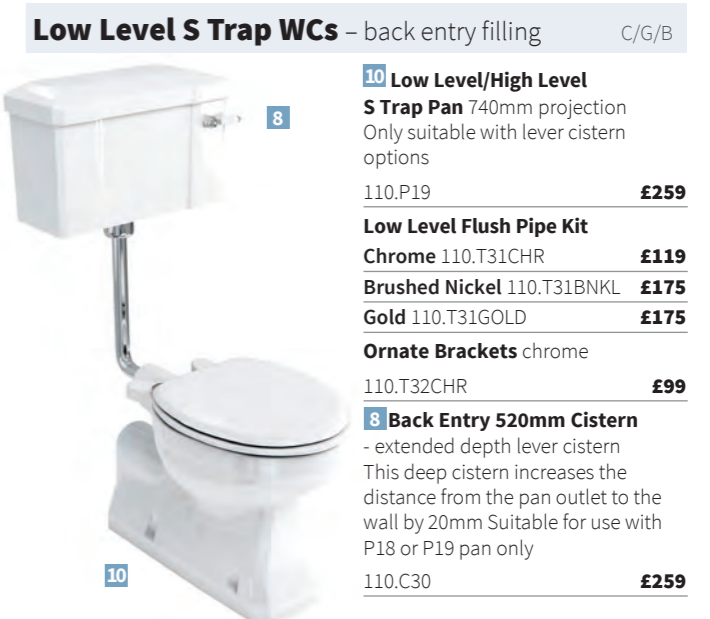 Low Level S Trap WCs – back entry filling C/G/B
8
10
10 Low Level/High Level
S Trap Pan 740mm projection
Only suitable with lever cistern
options
110.P19 £259
Low Level Flush Pipe Kit
Chrome 110.T31CHR £119
Brushed Nickel 110.T31BNKL £175
Gold 110.T31GOLD £175
Ornate Brackets chrome
110.T32CHR £99
8 Back Entry 520mm Cistern
- extended depth lever cistern
This deep cistern increases the
distance from the pan outlet to the
wall by 20mm Suitable for use with
P18 or P19 pan only
110.C30 £259